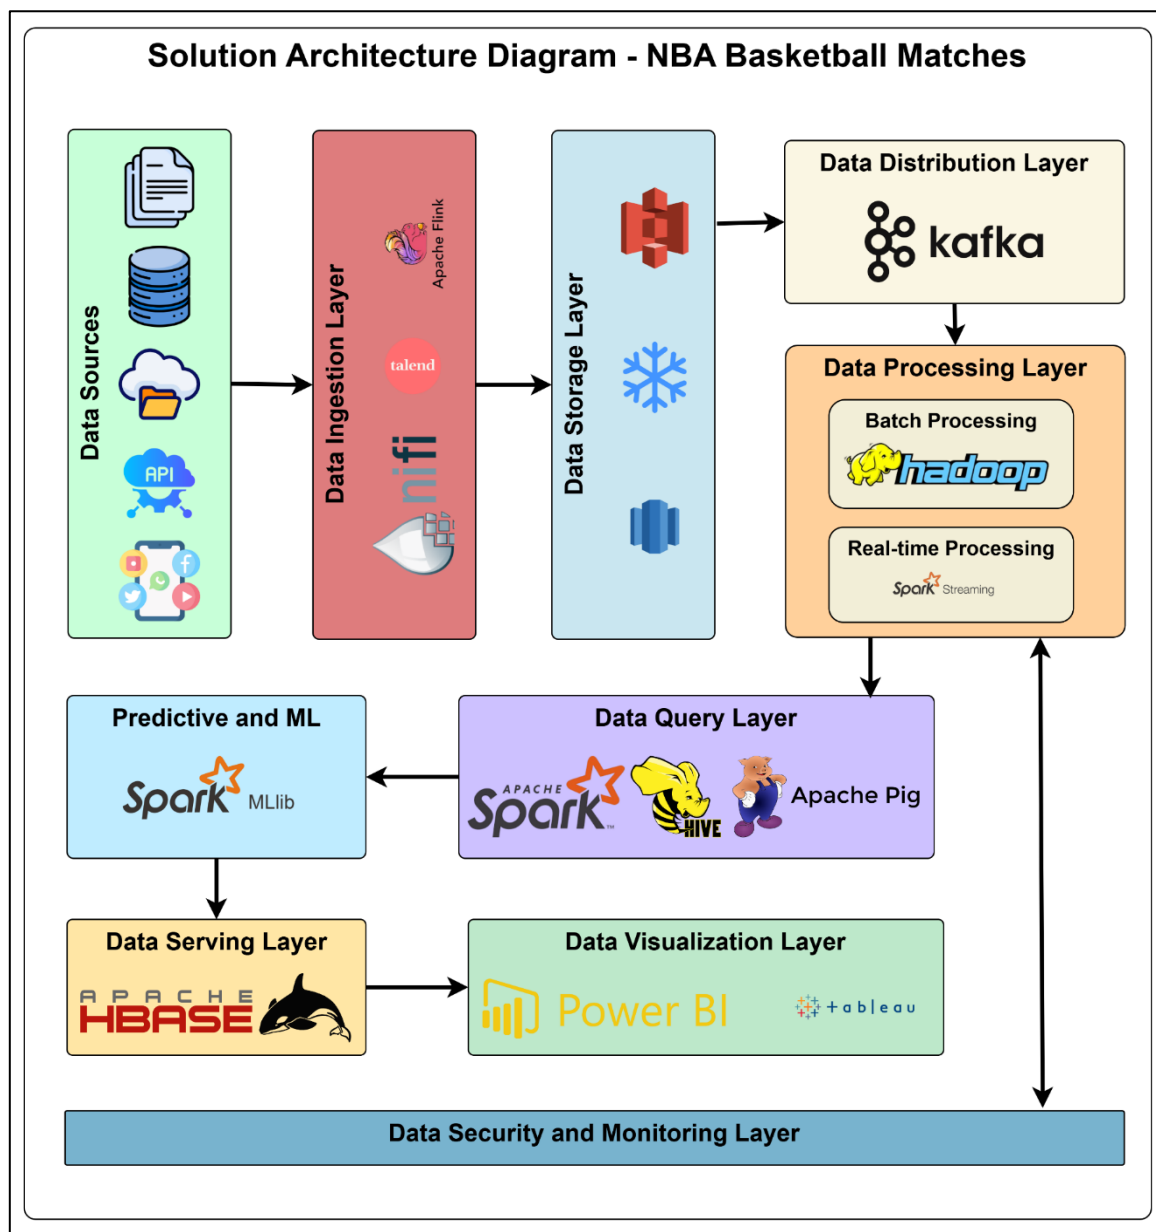 Solution Architecture Diagram - NBA Basketball Matches
Data Sources
API
Data Ingestion Layer
Apache Flink
talend
nifi
Data Storage Layer
Data Distribution Layer
kafka
Data Processing Layer
Batch Processing
hadoop
Real-time Processing
Spark Streaming
Predictive and ML
Spark MLlib
Data Query Layer
APACHE
Spark™
HIVE
Apache Pig
Data Serving Layer
APACHE
HBASE
Data Visualization Layer
Power BI
+ableau
Data Security and Monitoring Layer